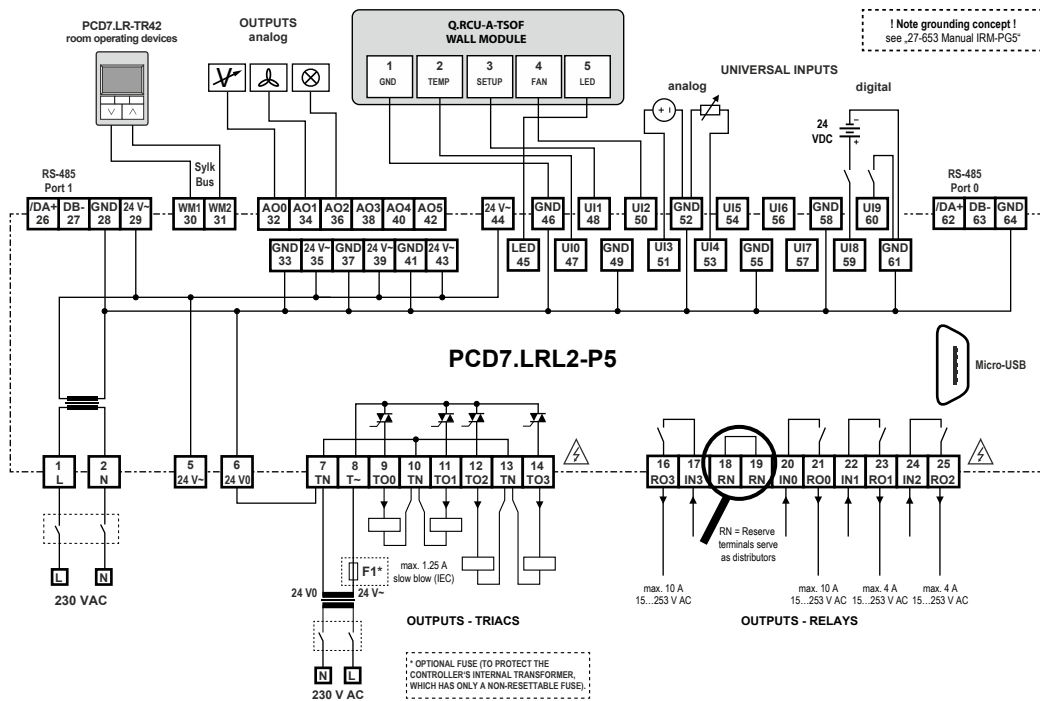 PCD7.LR-TR42
room operating devices
OUTPUTS
analog
Q.RCU-A-TSOF
WALL MODULE
1 2 3 4 5
GND TEMP SETUP FAN LED
! Note grounding concept !
see „27-653 Manual IRM-PG5“
UNIVERSAL INPUTS
analog
digital
24
VDC
+
−
Sylk
Bus
RS-485
Port 1
RS-485
Port 0
/DA+ DB- GND 24 V~
26 27 28 29
WM1 WM2
30 31
AO0 AO1 AO2 AO3 AO4 AO5
32 34 36 38 40 42
24 V~
44
GND
46
UI1
48
UI2
50
GND
52
UI5
54
UI6
56
GND
58
UI9
60
/DA+ DB- GND
62 63 64
GND 24 V~ GND 24 V~ GND 24 V~
33 35 37 39 41 43
LED
45
UI0
47
GND
49
UI3
51
UI4
53
GND
55
UI7
57
UI8
59
GND
61
PCD7.LRL2-P5
Micro-USB
1
L
2
N
5
24 V~
6
24 V0
7 8 9 10 11 12 13 14
TN T~ TO0 TN TO1 TO2 TN TO3
16 17 18 19 20 21 22 23 24 25
RO3 IN3 RN RN IN0 RO0 IN1 RO1 IN2 RO2
RN = Reserve
terminals serve
as distributors
F1*
max. 1.25 A
slow blow (IEC)
L N
230 VAC
24 V0 24 V~
max. 10 A
15...253 V AC
max. 10 A
15...253 V AC
max. 4 A
15...253 V AC
max. 4 A
15...253 V AC
OUTPUTS - TRIACS
OUTPUTS - RELAYS
N L
230 V AC
* OPTIONAL FUSE (TO PROTECT THE
CONTROLLER'S INTERNAL TRANSFORMER,
WHICH HAS ONLY A NON-RESETTABLE FUSE).